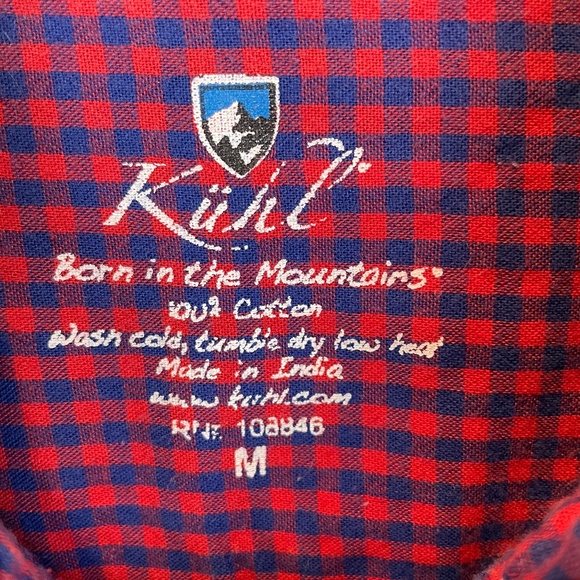 Kühl
Born in the Mountains®
100% Cotton
Wash cold, tumble dry low heat
Made in India
www.kuhl.com
RN# 108846
M